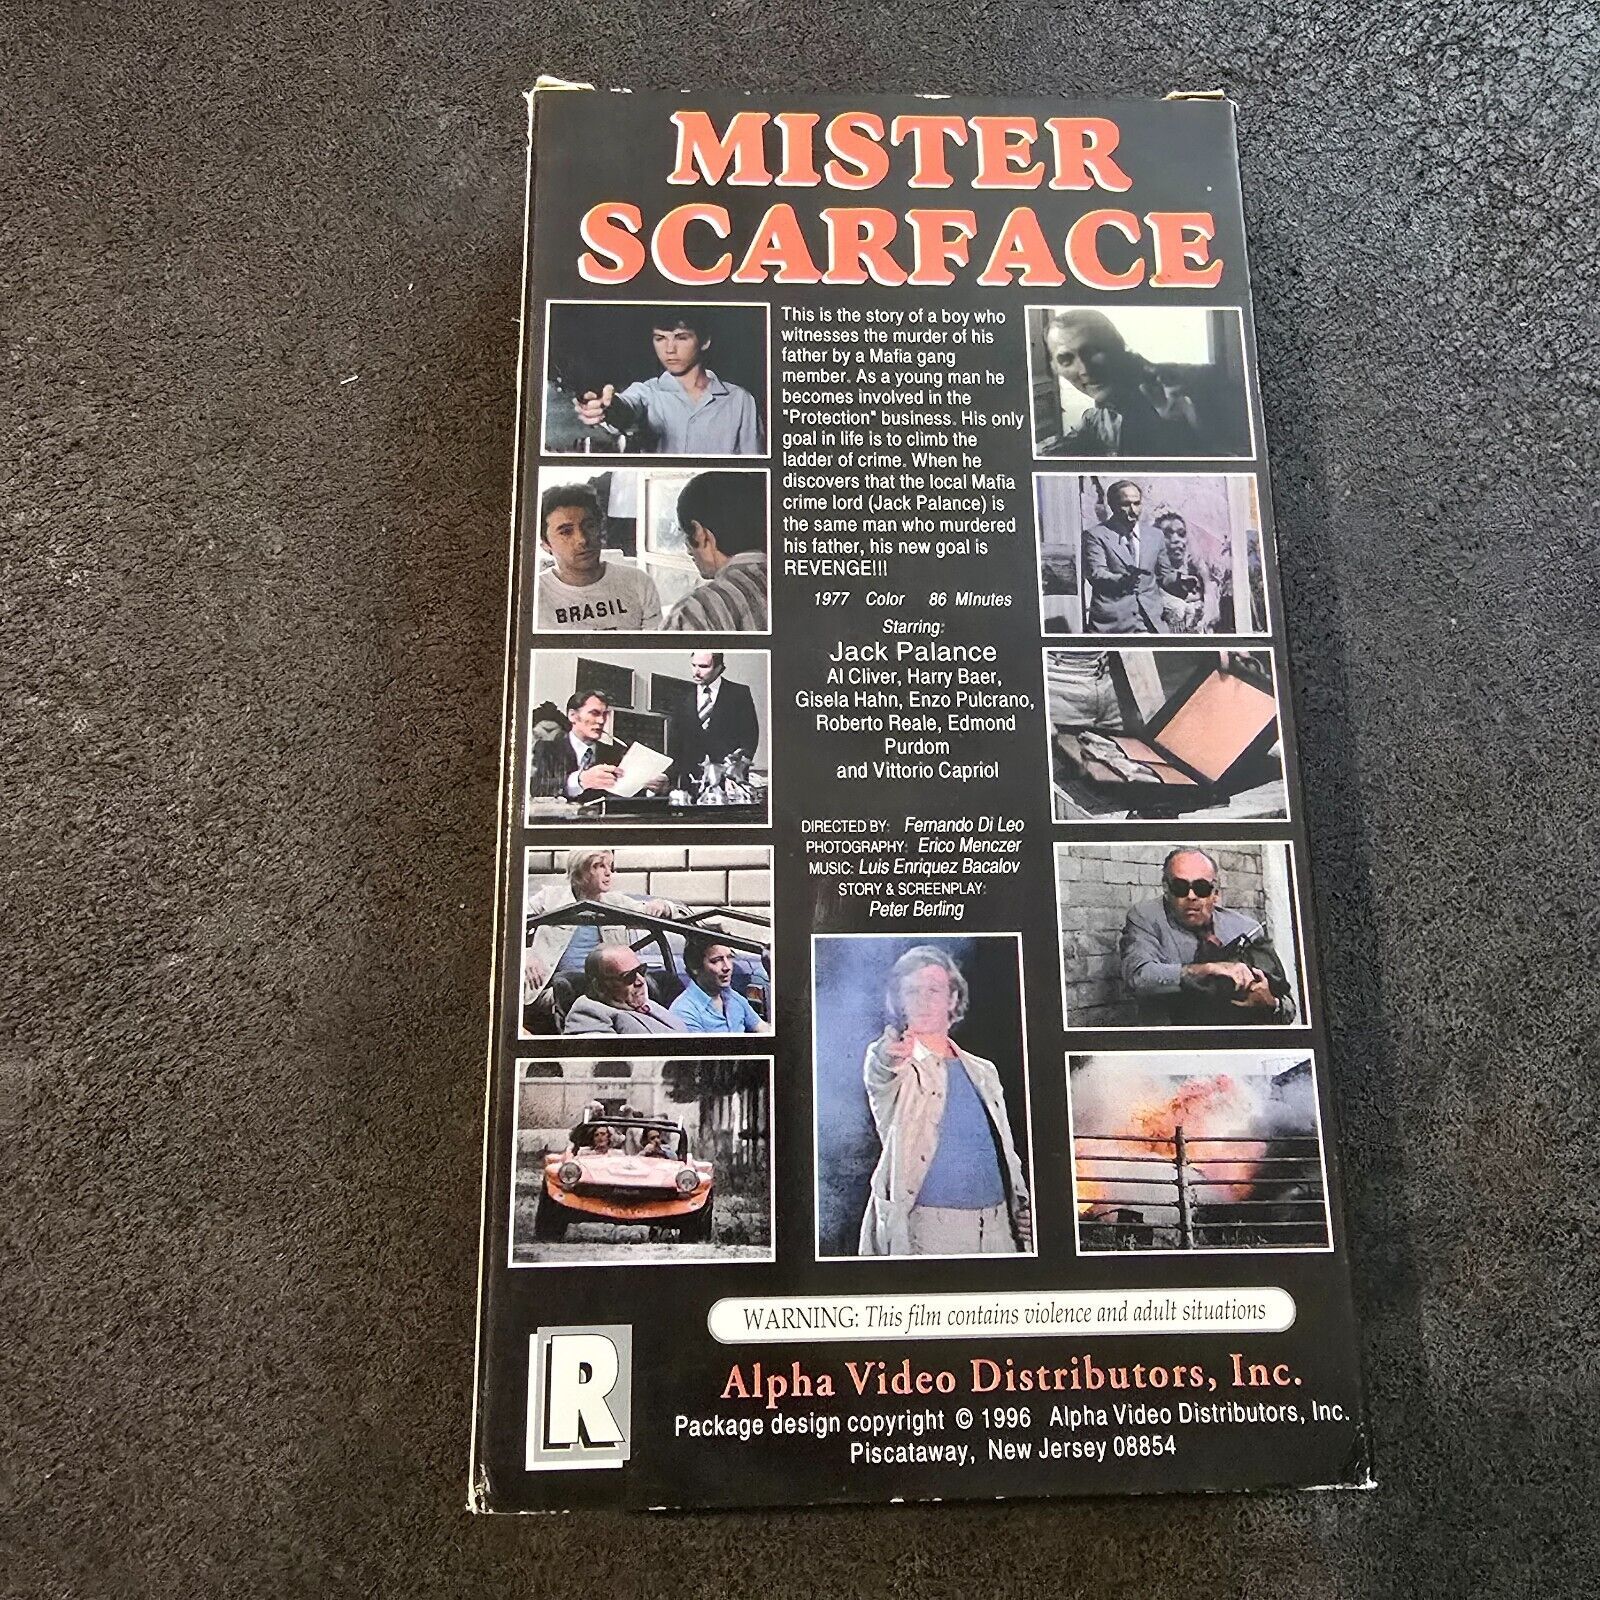 MISTER
SCARFACE
This is the story of a boy who
witnesses the murder of his
father by a Mafia gang
member. As a young man he
becomes involved in the
"Protection" business. His only
goal in life is to climb the
ladder of crime. When he
discovers that the local Mafia
crime lord (Jack Palance) is
the same man who murdered
his father, his new goal is
REVENGE!!!
1977 Color 86 Minutes
Starring:
Jack Palance
Al Cliver, Harry Baer,
Gisela Hahn, Enzo Pulcrano,
Roberto Reale, Edmond
Purdom
and Vittorio Capriol
DIRECTED BY: Fernando Di Leo
PHOTOGRAPHY: Erico Menczer
MUSIC: Luis Enriquez Bacalov
STORY & SCREENPLAY:
Peter Berling
BRASIL
WARNING: This film contains violence and adult situations
R
Alpha Video Distributors, Inc.
Package design copyright © 1996 Alpha Video Distributors, Inc.
Piscataway, New Jersey 08854